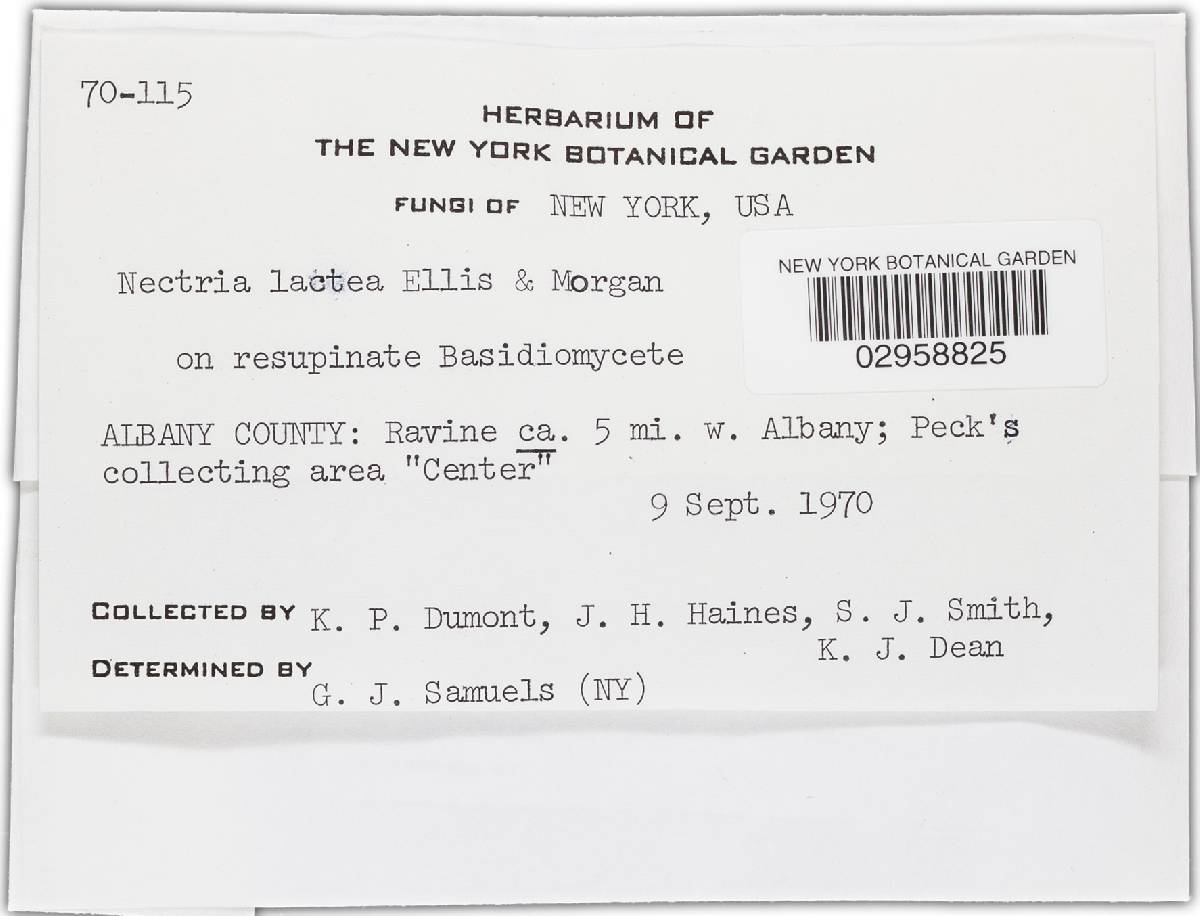 70-115
HERBARIUM OF
THE NEW YORK BOTANICAL GARDEN
FUNGI OF NEW YORK, USA
Nectria lactea Ellis & Morgan
on resupinate Basidiomycete
NEW YORK BOTANICAL GARDEN
02958825
ALBANY COUNTY: Ravine ca. 5 mi. w. Albany; Peck's
collecting area "Center"
9 Sept. 1970
COLLECTED BY K. P. Dumont, J. H. Haines, S. J. Smith,
K. J. Dean
DETERMINED BY
G. J. Samuels (NY)